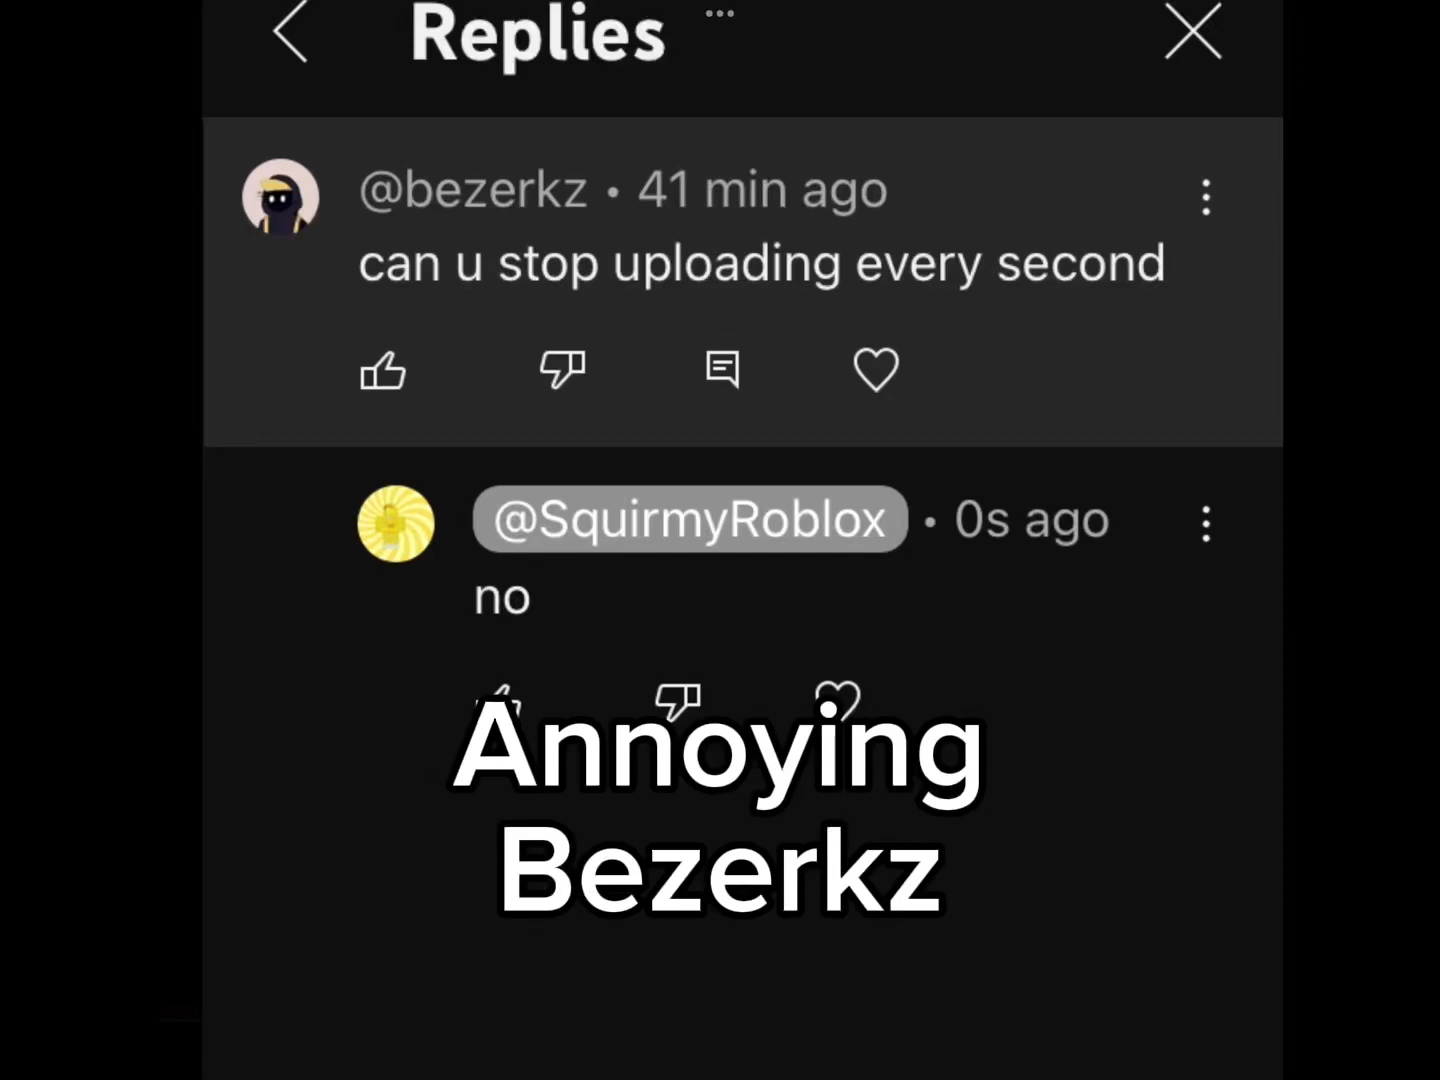 Replies
@bezerkz • 41 min ago
can u stop uploading every second
@SquirmyRoblox • 0s ago
no
Annoying
Bezerkz